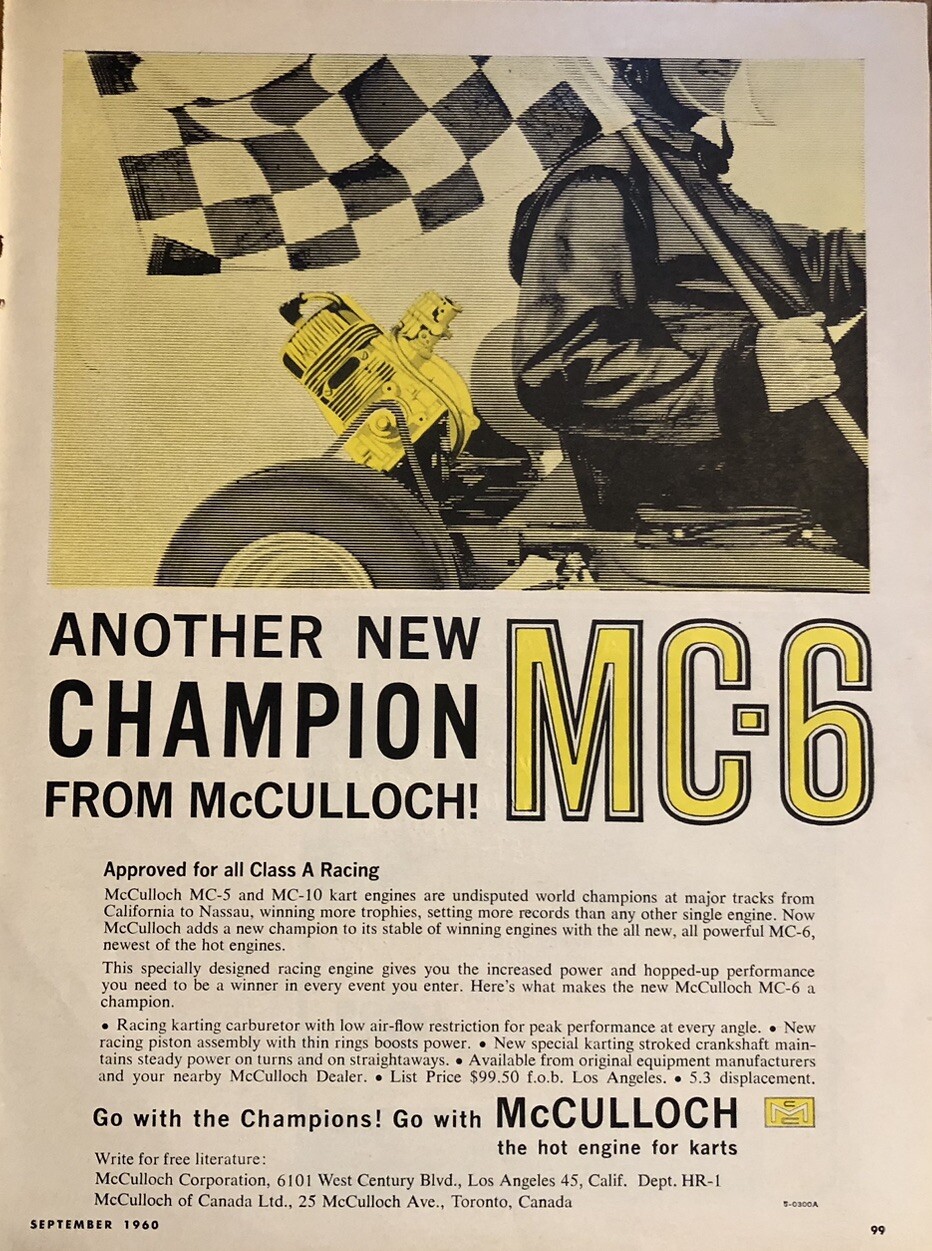 ANOTHER NEW
CHAMPION
FROM McCULLOCH!
MC-6
Approved for all Class A Racing
McCulloch MC-5 and MC-10 kart engines are undisputed world champions at major tracks from
California to Nassau, winning more trophies, setting more records than any other single engine. Now
McCulloch adds a new champion to its stable of winning engines with the all new, all powerful MC-6,
newest of the hot engines.
This specially designed racing engine gives you the increased power and hopped-up performance
you need to be a winner in every event you enter. Here's what makes the new McCulloch MC-6 a
champion.
• Racing karting carburetor with low air-flow restriction for peak performance at every angle. • New
racing piston assembly with thin rings boosts power. • New special karting stroked crankshaft main-
tains steady power on turns and on straightaways. • Available from original equipment manufacturers
and your nearby McCulloch Dealer. • List Price $99.50 f.o.b. Los Angeles. • 5.3 displacement.
Go with the Champions! Go with McCULLOCH
the hot engine for karts
Write for free literature:
McCulloch Corporation, 6101 West Century Blvd., Los Angeles 45, Calif. Dept. HR-1
McCulloch of Canada Ltd., 25 McCulloch Ave., Toronto, Canada
S-0300A
SEPTEMBER 1960
99